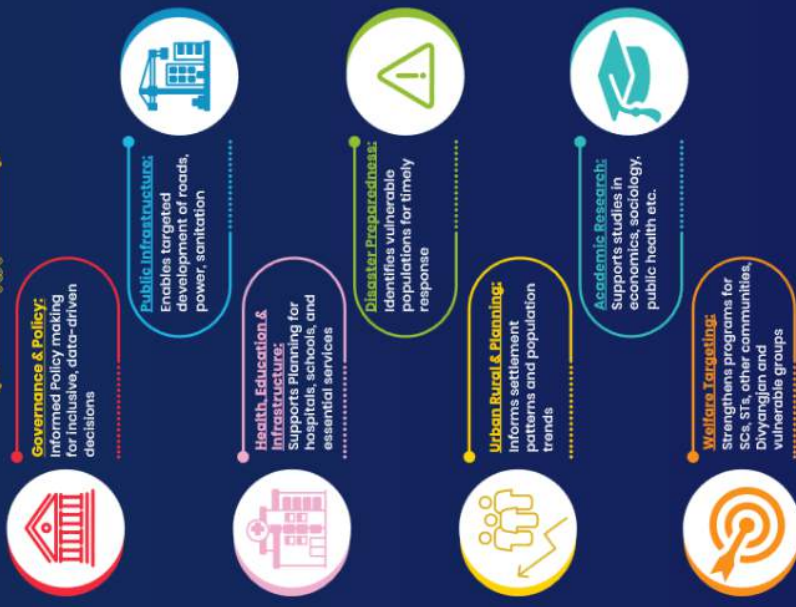 Governance & Policy:
Informed Policy making
for inclusive, data-driven
decisions
Public Infrastructure:
Enables targeted
development of roads,
power, sanitation
Health, Education &
Infrastructure:
Supports Planning for
hospitals, schools, and
essential services
Disaster Preparedness:
Identifies vulnerable
populations for timely
response
Urban Rural & Planning:
Informs settlement
patterns and population
trends
Academic Research:
Supports studies in
economics, sociology,
public health etc.
Welfare Targeting:
Strengthens programs for
SCs, STs, other communities,
Divyangjan and
vulnerable groups